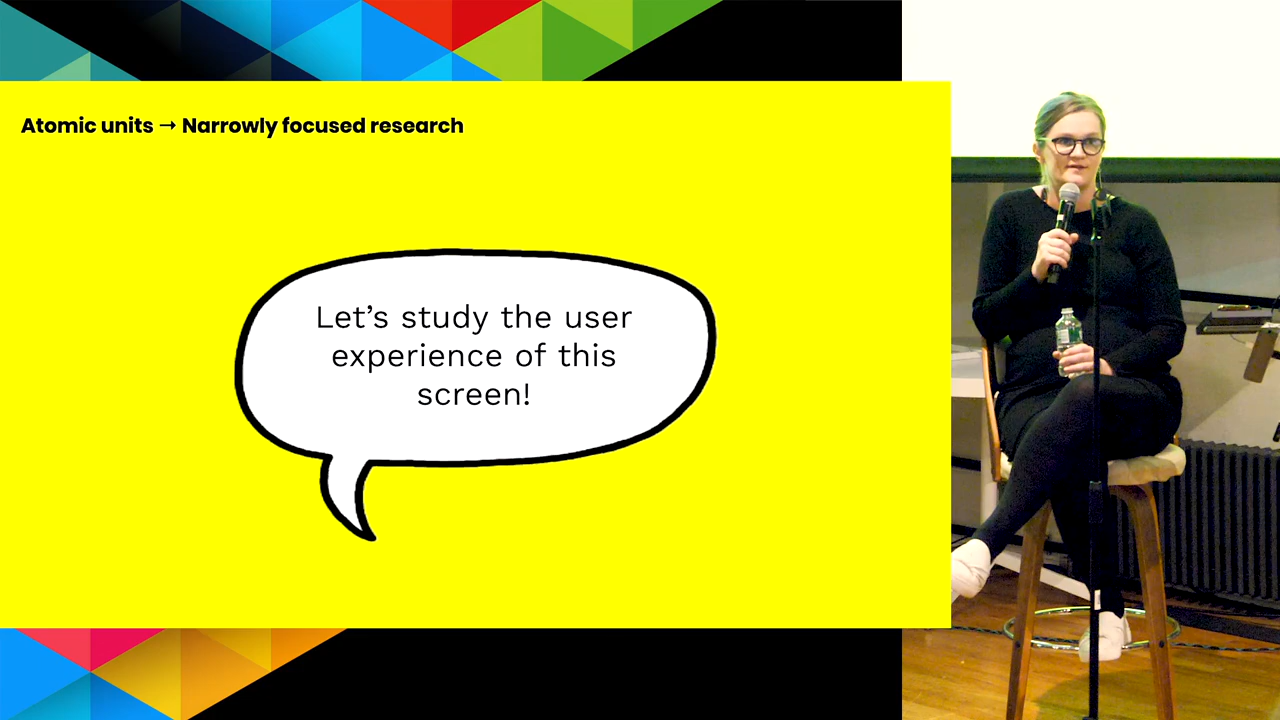 Atomic units → Narrowly focused research
Let's study the user
experience of this
screen!